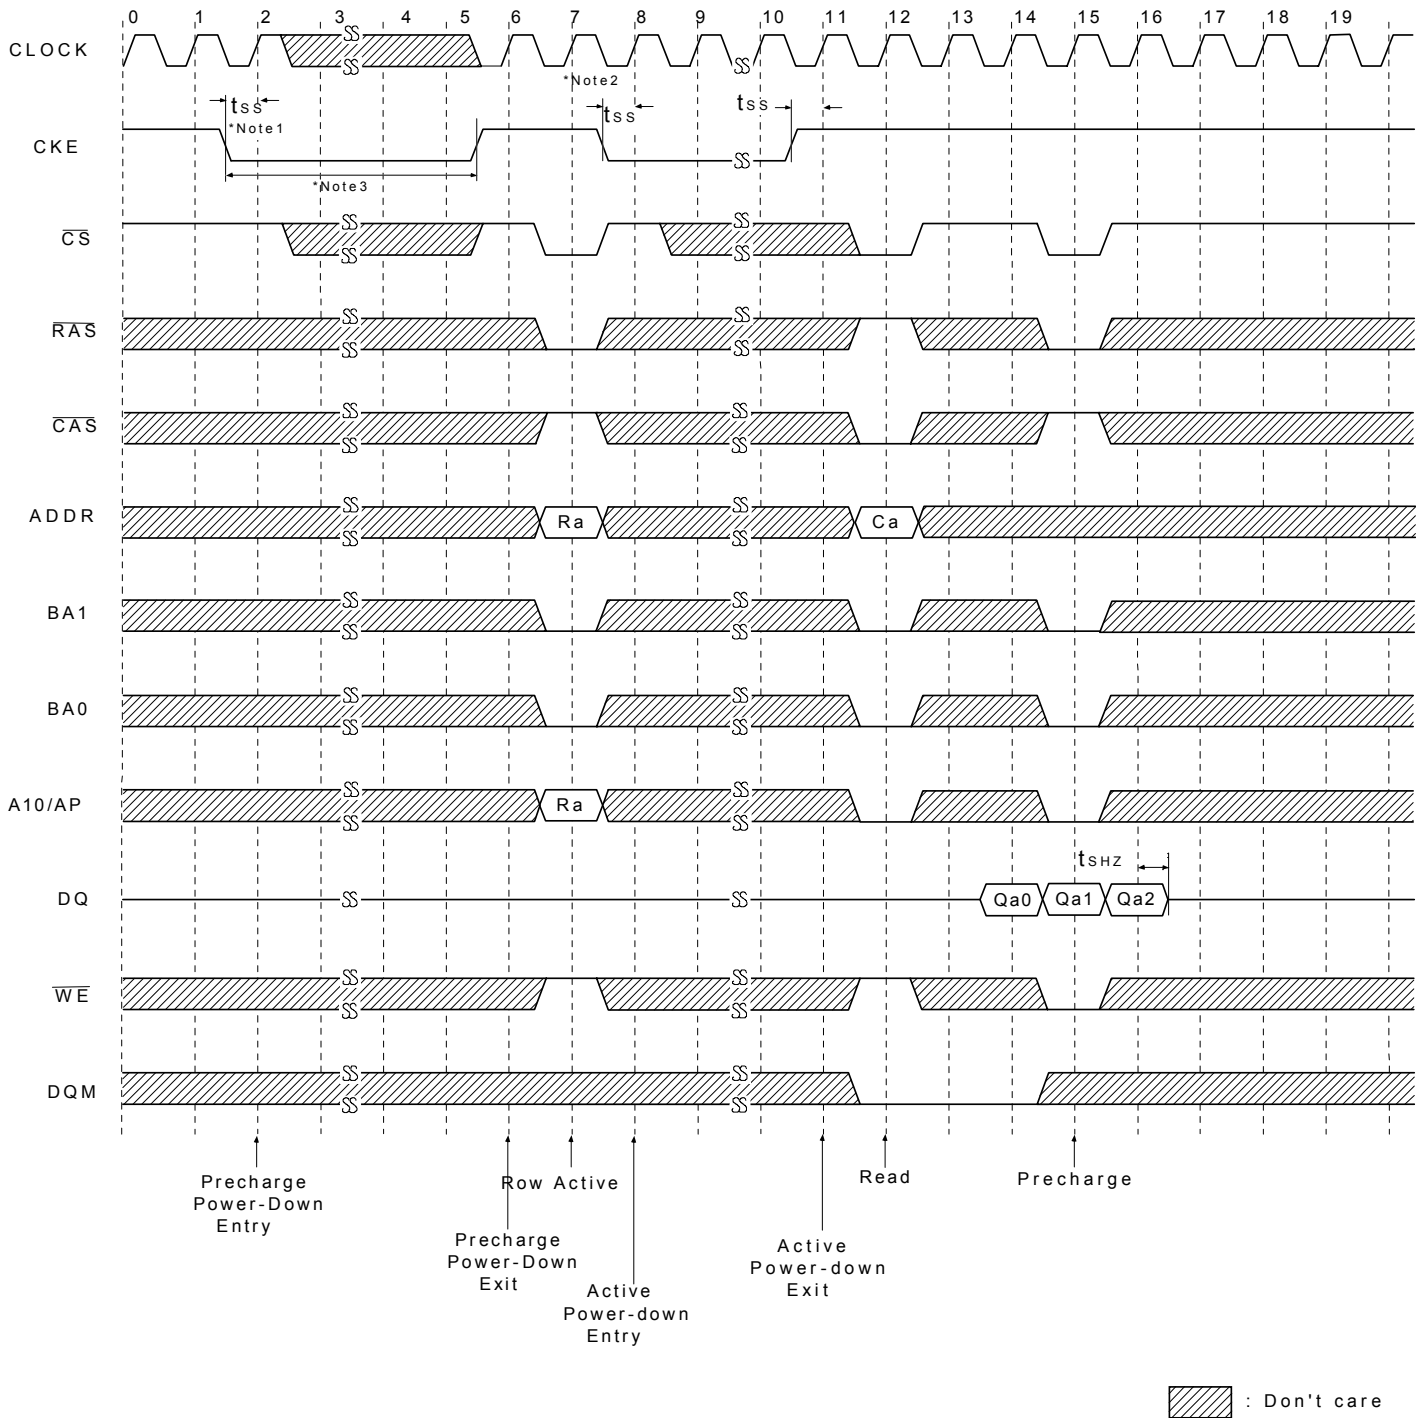 0 1 2 3 4 5 6 7 8 9 10 11 12 13 14 15 16 17 18 19
CLOCK
*Note2
tss
*Note1
tss
tss
CKE
*Note3
CS
RAS
CAS
ADDR
Ra
Ca
BA1
BA0
A10/AP
Ra
tSHZ
DQ
Qa0
Qa1
Qa2
WE
DQM
Precharge
Power-Down
Entry
Row Active
Read
Precharge
Precharge
Power-Down
Exit
Active
Power-down
Exit
Active
Power-down
Entry
: Don't care